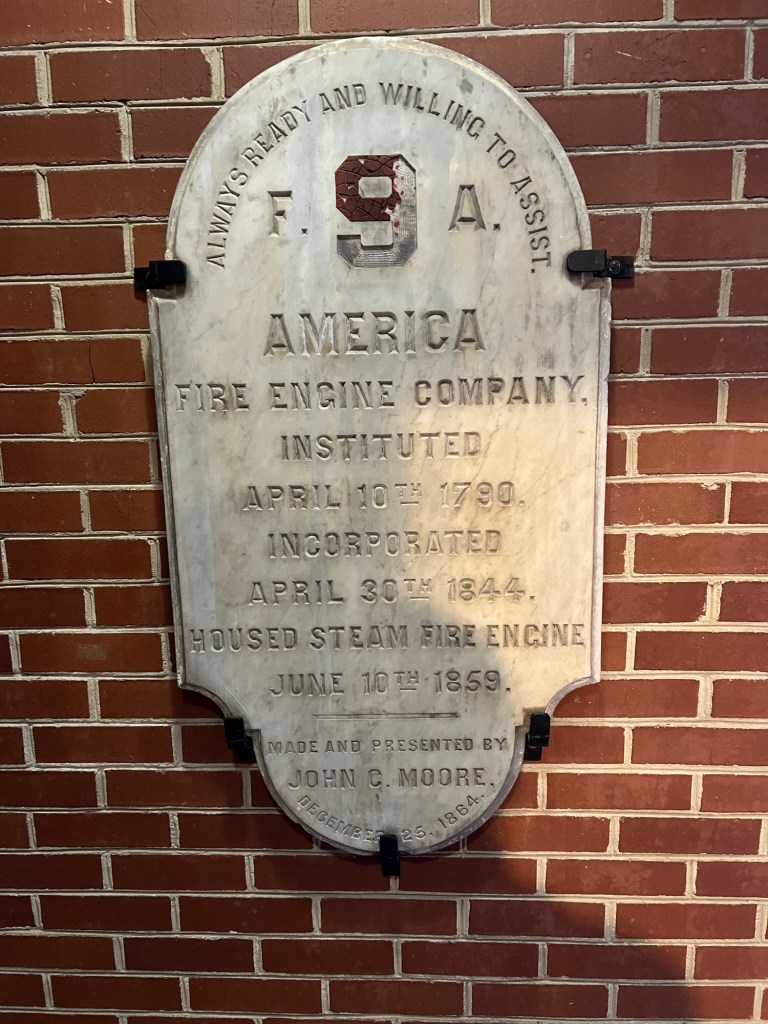 ALWAYS READY AND WILLING TO ASSIST.
F. 9 A.
AMERICA
FIRE ENGINE COMPANY,
INSTITUTED
APRIL 10TH 1790.
INCORPORATED
APRIL 30TH 1844.
HOUSED STEAM FIRE ENGINE
JUNE 10TH 1859.
MADE AND PRESENTED BY
JOHN C. MOORE,
DECEMBER 25, 1864.